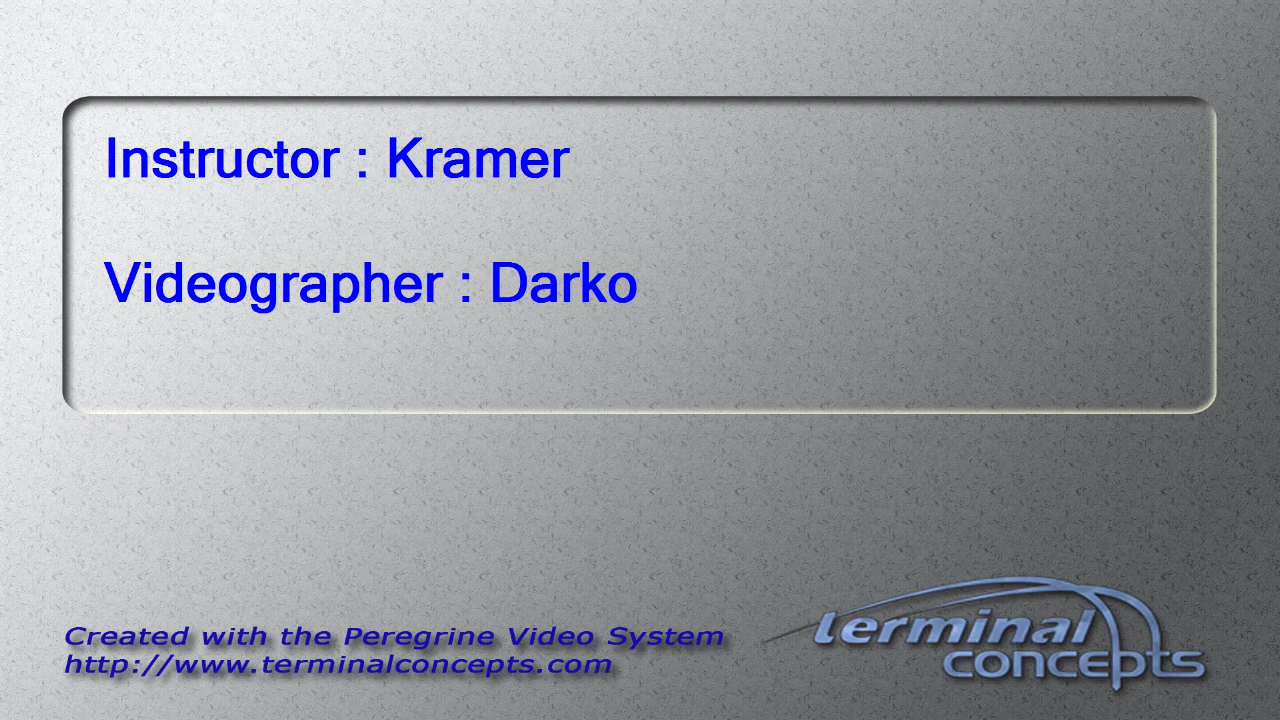 Instructor : Kramer
Videographer : Darko
Created with the Peregrine Video System
http://www.terminalconcepts.com
terminal
concepts